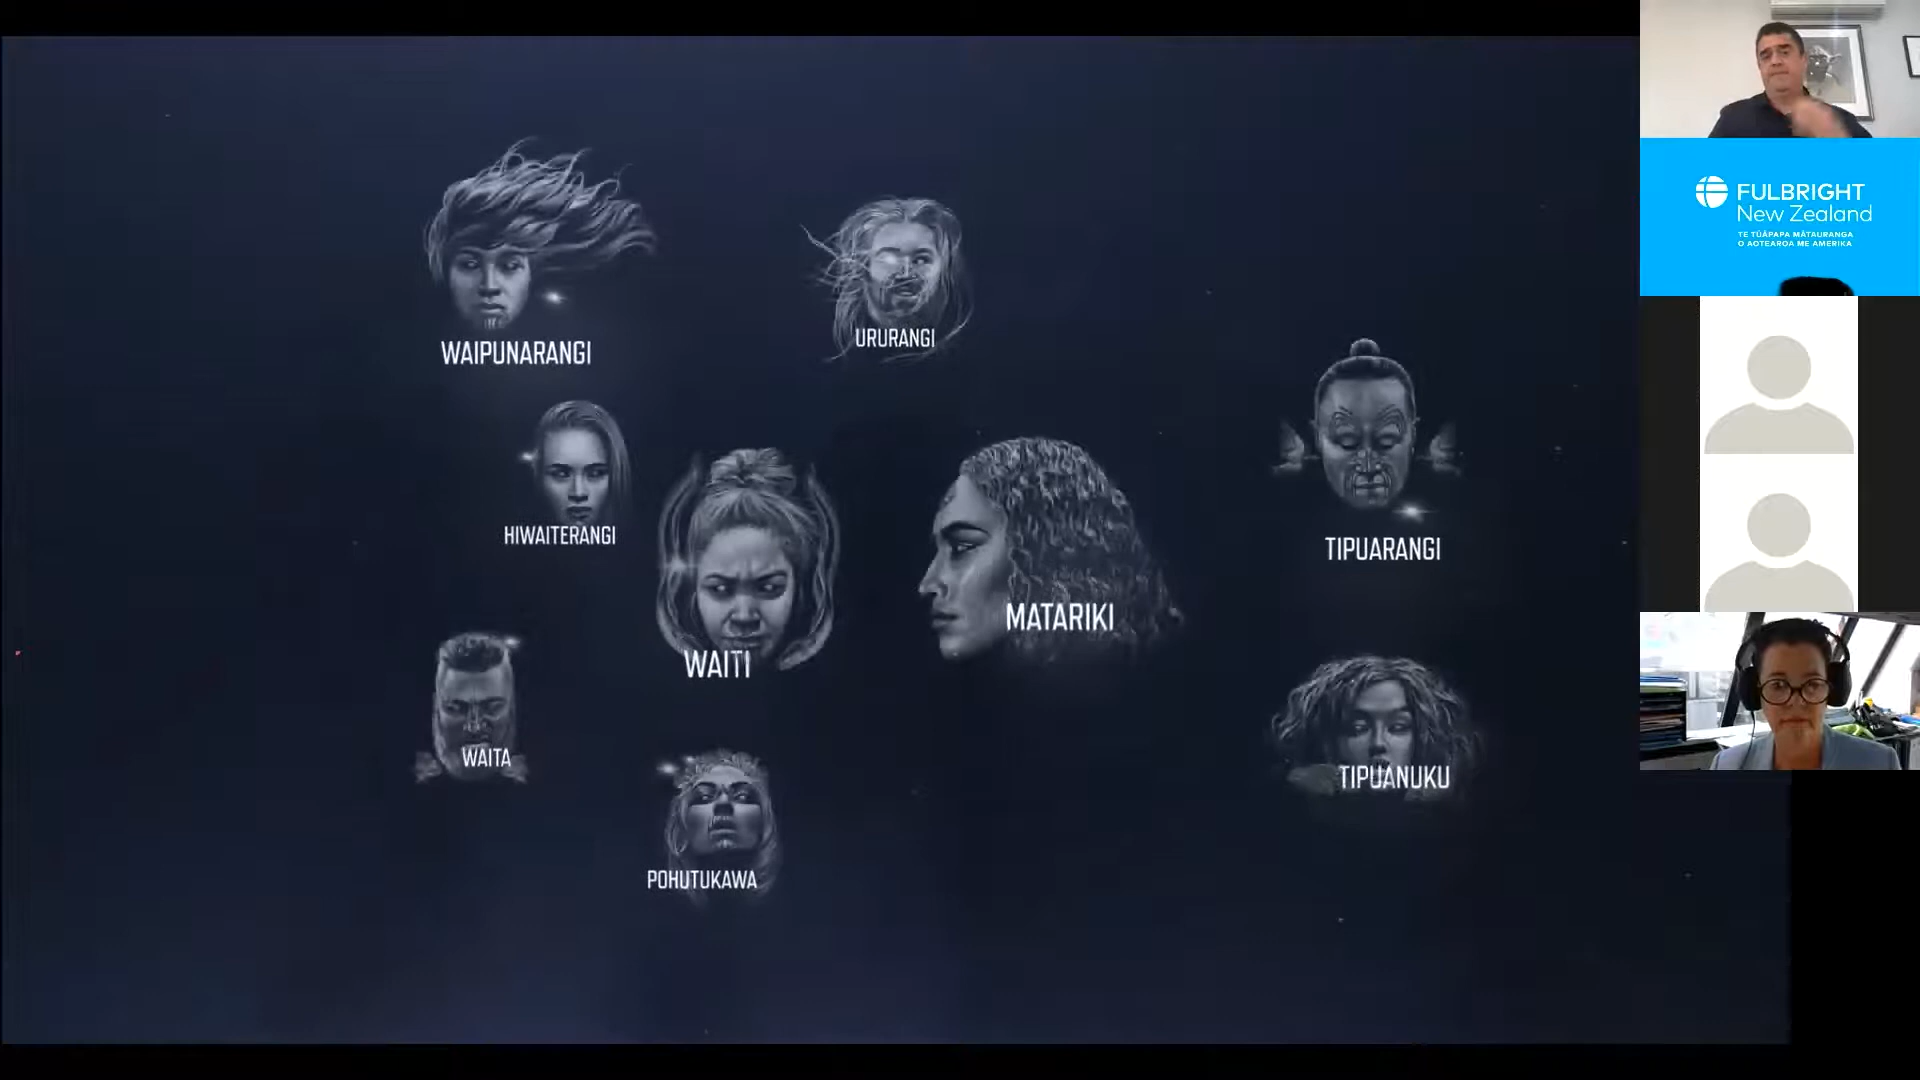 WAIPUNARANGI
URURANGI
HIWAITERANGI
TIPUARANGI
MATARIKI
WAITI
WAITA
TIPUANUKU
POHUTUKAWA
FULBRIGHT
New Zealand
TE TŪĀPAPA MĀTAURANGA
O AOTEAROA ME AMERIKA